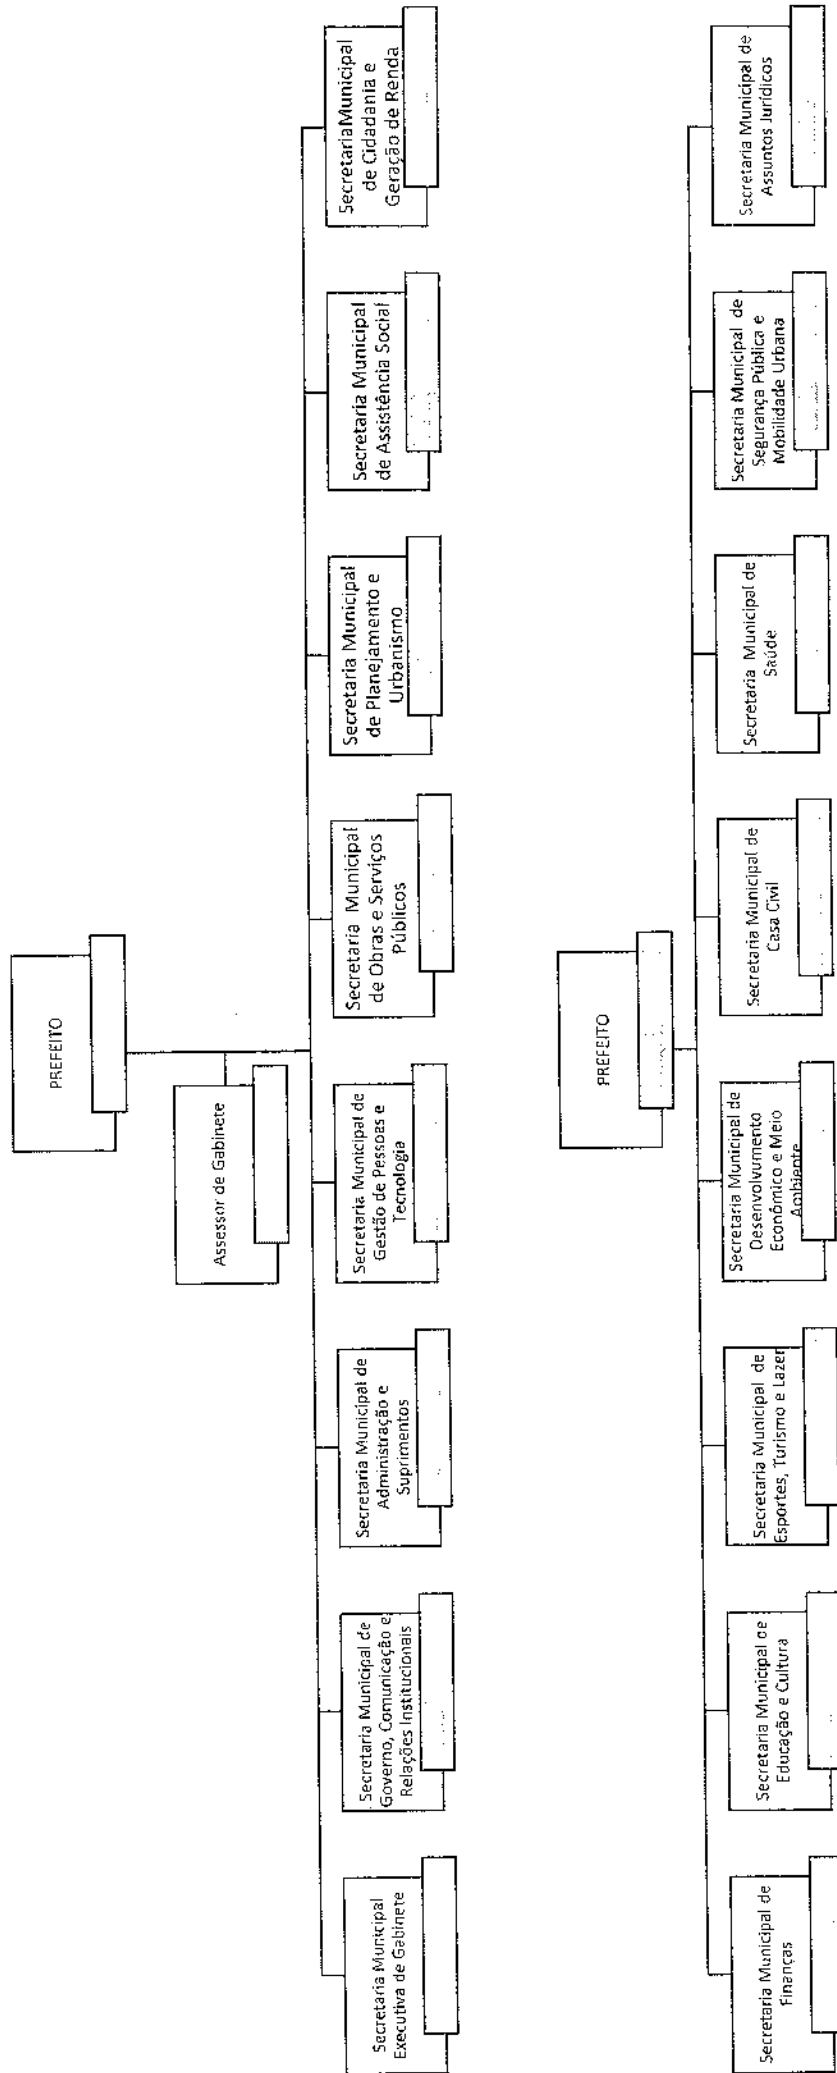 PREFEITO
Assessor de Gabinete
Secretaria Municipal
Executiva de Gabinete
Secretaria Municipal de
Governo, Comunicação e
Relações Institucionais
Secretaria Municipal de
Administração e
Suprimentos
Secretaria Municipal de
Gestão de Pessoas e
Tecnologia
Secretaria Municipal
de Obras e Serviços
Públicos
Secretaria Municipal
de Planejamento e
Urbanismo
Secretaria Municipal
de Assistência Social
Secretaria Municipal
de Cidadania e
Geração de Renda
PREFEITO
Secretaria Municipal de
Finanças
Secretaria Municipal de
Educação e Cultura
Secretaria Municipal de
Esportes, Turismo e Lazer
Secretaria Municipal de
Desenvolvumento
Econômico e Meio
Ambiente
Secretaria Municipal de
Casa Civil
Secretaria Municipal de
Saúde
Secretaria Municipal de
Segurança Pública e
Mobilidade Urbana
Secretaria Municipal de
Assuntos Jurídicos